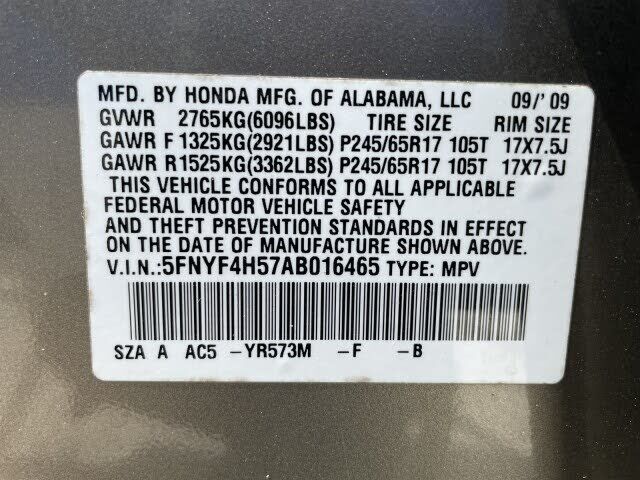 MFD. BY HONDA MFG. OF ALABAMA, LLC 09/'09
GVWR 2765KG(6096LBS) TIRE SIZE RIM SIZE
GAWR F 1325KG(2921LBS) P245/65R17 105T 17X7.5J
GAWR R 1525KG(3362LBS) P245/65R17 105T 17X7.5J
THIS VEHICLE CONFORMS TO ALL APPLICABLE
FEDERAL MOTOR VEHICLE SAFETY
AND THEFT PREVENTION STANDARDS IN EFFECT
ON THE DATE OF MANUFACTURE SHOWN ABOVE.
V.I.N.:5FNYF4H57AB016465 TYPE: MPV
SZA A AC5 -YR573M -F -B